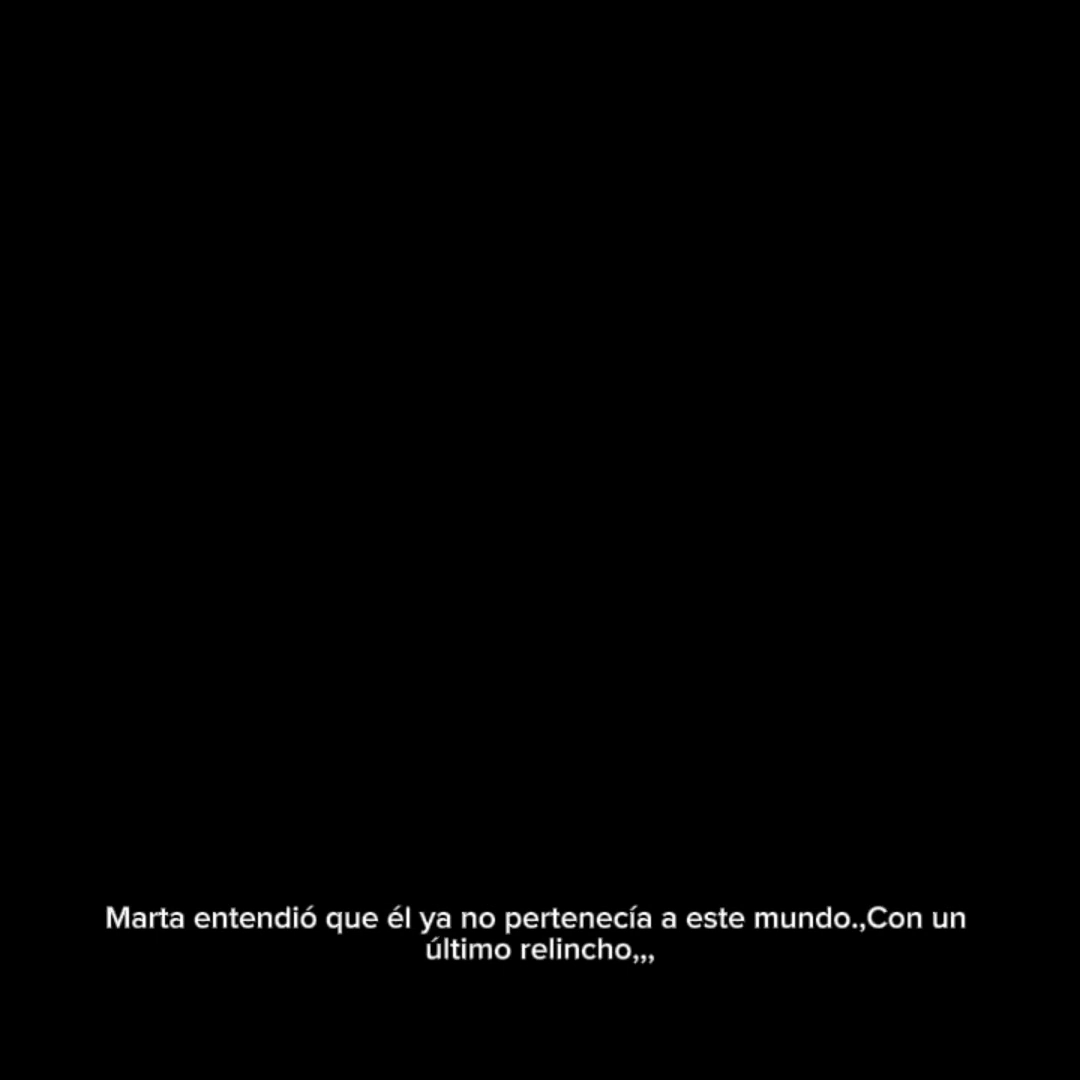 Marta entendió que él ya no pertenecía a este mundo.,Con un
último relincho,,,